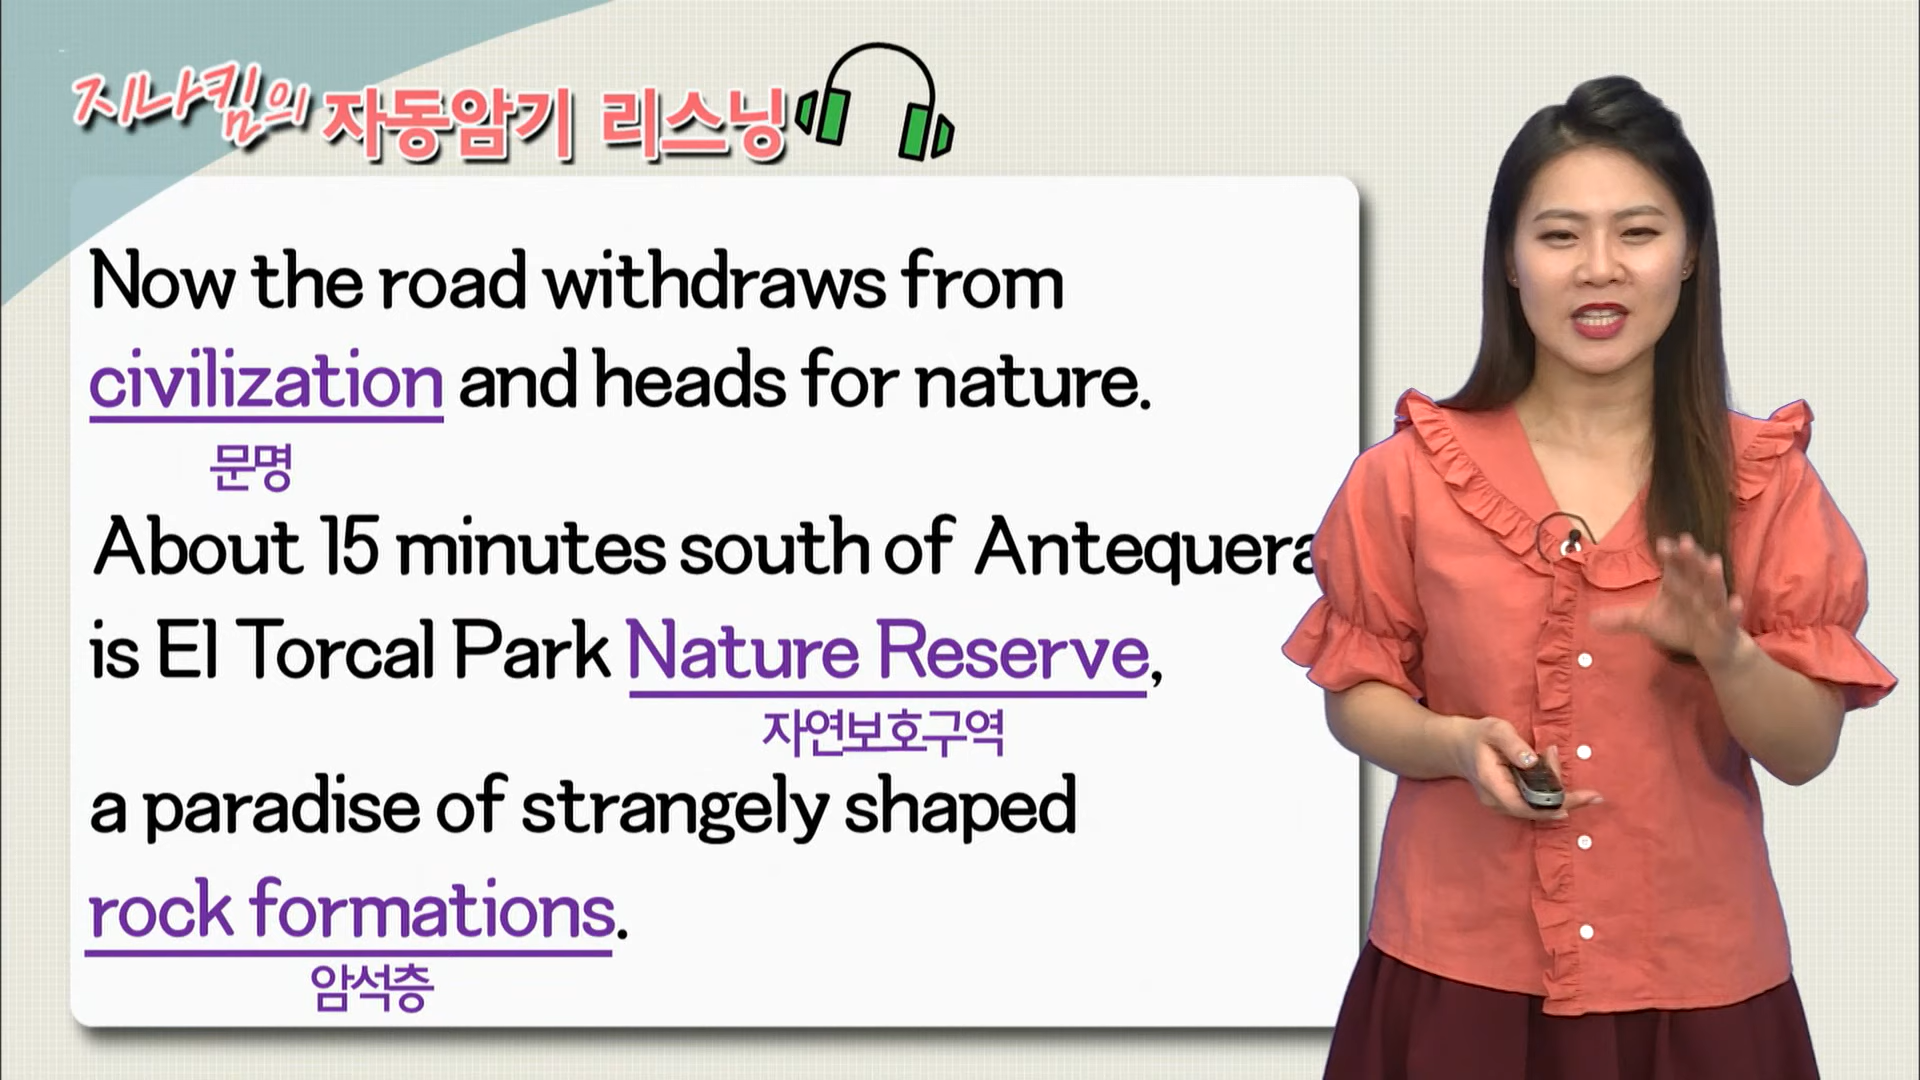 지나킴의 자동암기 리스닝
Now the road withdraws from
civilization and heads for nature.
문명
About 15 minutes south of Antequera
is El Torcal Park Nature Reserve,
자연보호구역
a paradise of strangely shaped
rock formations.
암석층